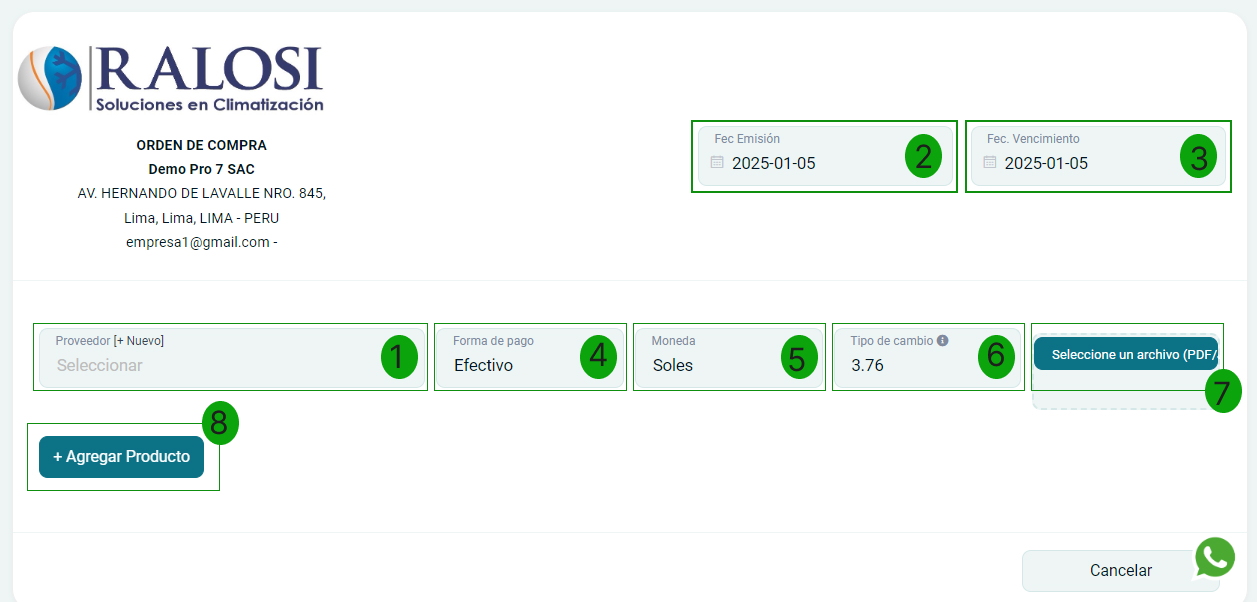 RALOSI
Soluciones en Climatización
ORDEN DE COMPRA
Demo Pro 7 SAC
AV. HERNANDO DE LAVALLE NRO. 845,
Lima, Lima, LIMA - PERU
empresa1@gmail.com -
Fec Emisión
2025-01-05
2
Fec. Vencimiento
2025-01-05
3
Proveedor [+ Nuevo]
Seleccionar
1
Forma de pago
Efectivo
4
Moneda
Soles
5
Tipo de cambio
3.76
6
Seleccione un archivo (PDF/
7
8
+ Agregar Producto
Cancelar